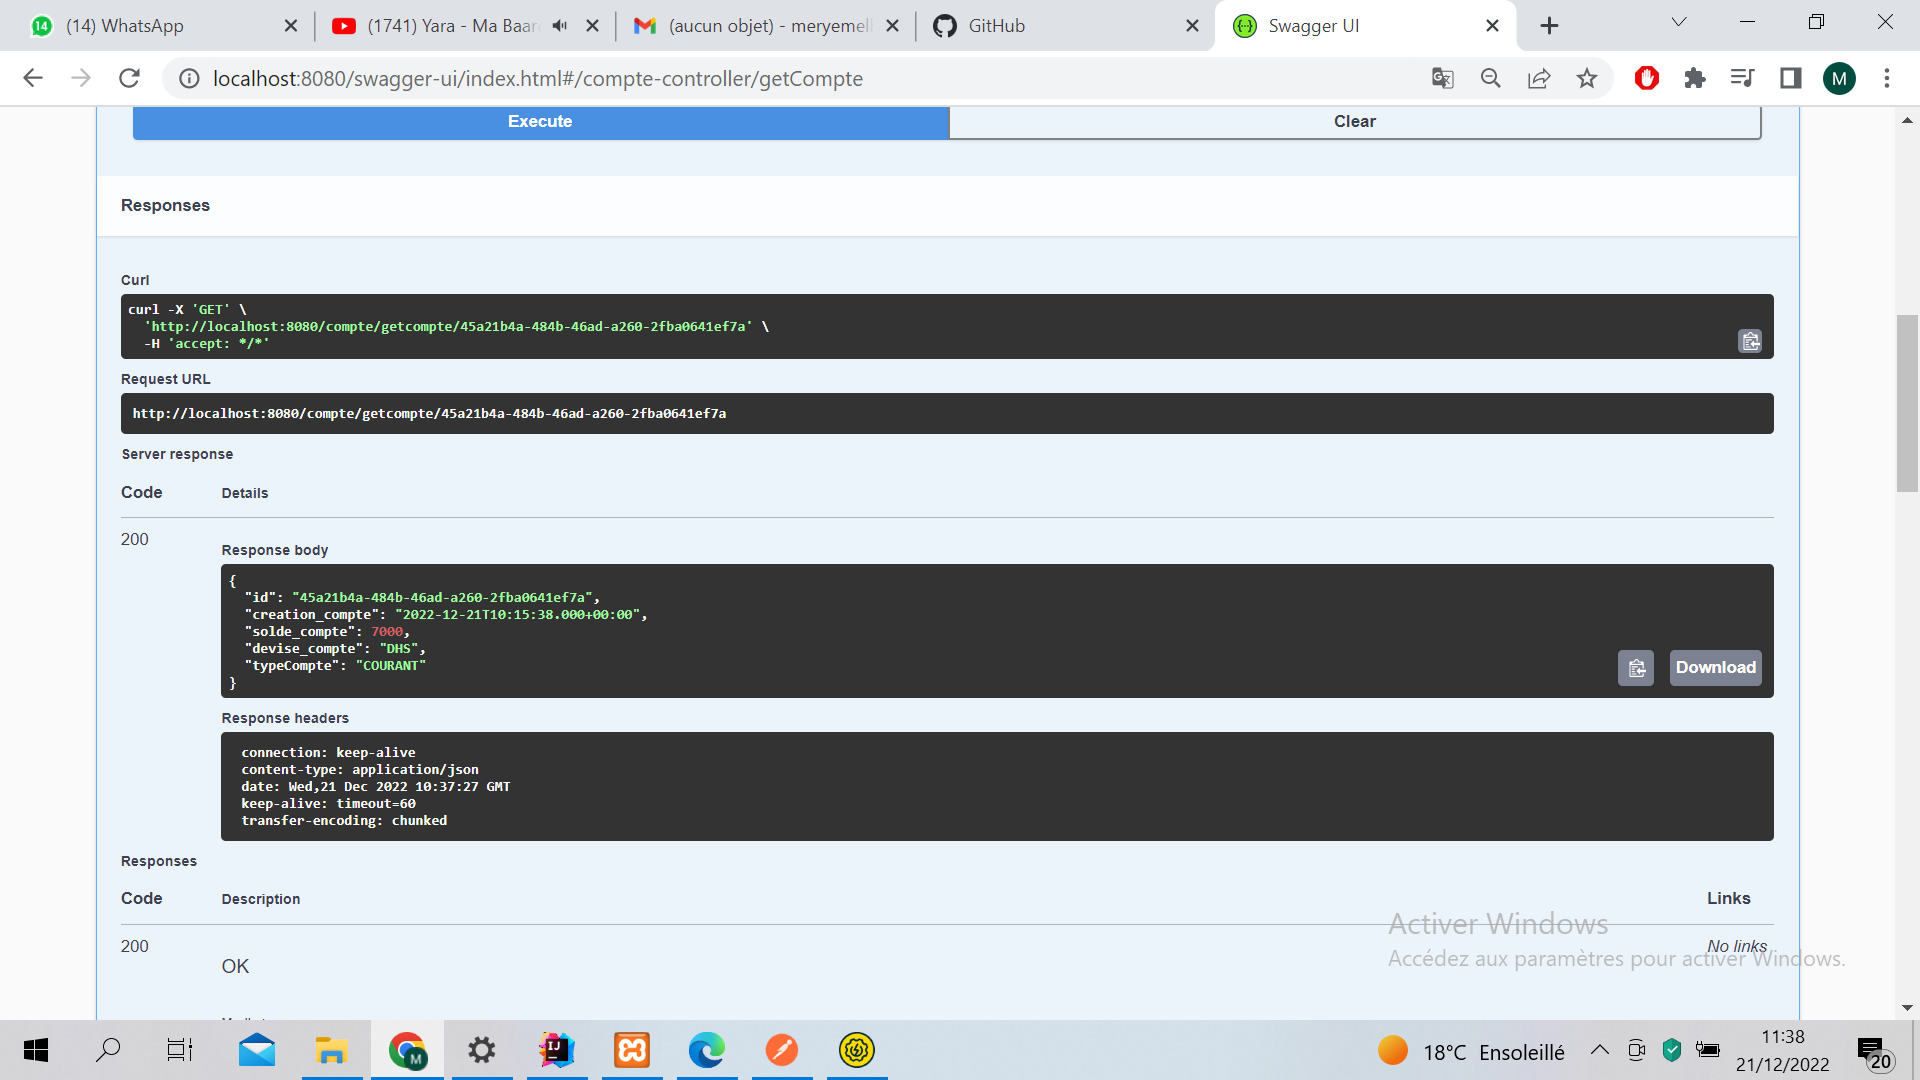 14 (14) WhatsApp
(1741) Yara - Ma Baar
(aucun objet) - meryemell
GitHub
Swagger UI
localhost:8080/swagger-ui/index.html#/compte-controller/getCompte
M
Execute
Clear
Responses
Curl
curl -X 'GET' \
'http://localhost:8080/compte/getcompte/45a21b4a-484b-46ad-a260-2fba0641ef7a' \
-H 'accept: */*'
Request URL
http://localhost:8080/compte/getcompte/45a21b4a-484b-46ad-a260-2fba0641ef7a
Server response
Code Details
200
Response body
{
"id": "45a21b4a-484b-46ad-a260-2fba0641ef7a",
"creation_compte": "2022-12-21T10:15:38.000+00:00",
"solde_compte": 7000,
"devise_compte": "DHS",
"typeCompte": "COURANT"
}
Download
Response headers
connection: keep-alive
content-type: application/json
date: Wed,21 Dec 2022 10:37:27 GMT
keep-alive: timeout=60
transfer-encoding: chunked
Responses
Code Description Links
200
OK
No links
Activer Windows
Accédez aux paramètres pour activer Windows.
M
IJ
18°C Ensoleillé
11:38
21/12/2022
20